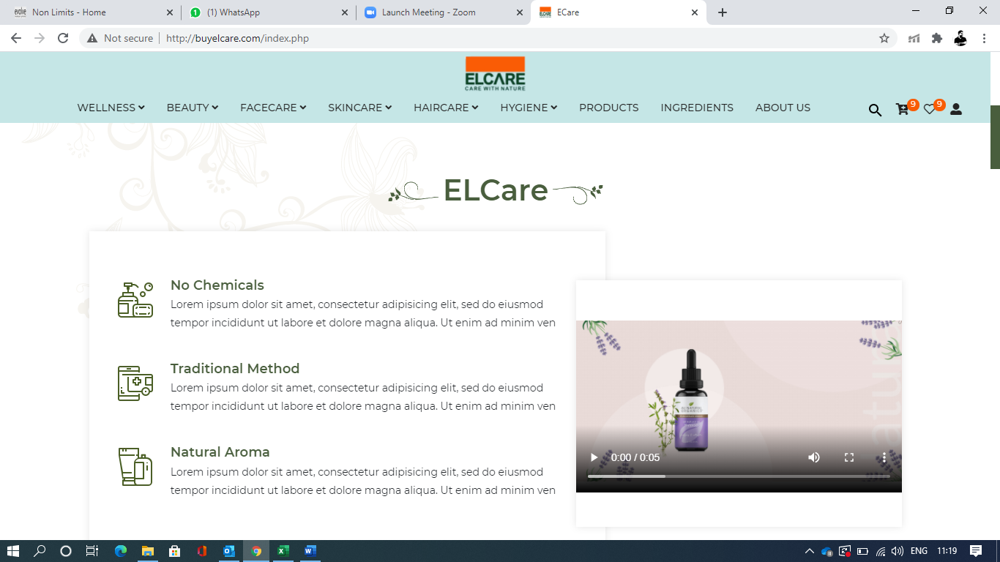 Non Limits - Home
(1) WhatsApp
Launch Meeting - Zoom
ECare
Not secure
http://buyelcare.com/index.php
ELCARE
CARE WITH NATURE
WELLNESS BEAUTY FACECARE SKINCARE HAIRCARE HYGIENE PRODUCTS INGREDIENTS ABOUT US
9 9
ELCare
No Chemicals
Lorem ipsum dolor sit amet, consectetur adipisicing elit, sed do eiusmod
tempor incididunt ut labore et dolore magna aliqua. Ut enim ad minim ven
Traditional Method
Lorem ipsum dolor sit amet, consectetur adipisicing elit, sed do eiusmod
tempor incididunt ut labore et dolore magna aliqua. Ut enim ad minim ven
Natural Aroma
Lorem ipsum dolor sit amet, consectetur adipisicing elit, sed do eiusmod
tempor incididunt ut labore et dolore magna aliqua. Ut enim ad minim ven
0:00 / 0:05
ENG
11:19